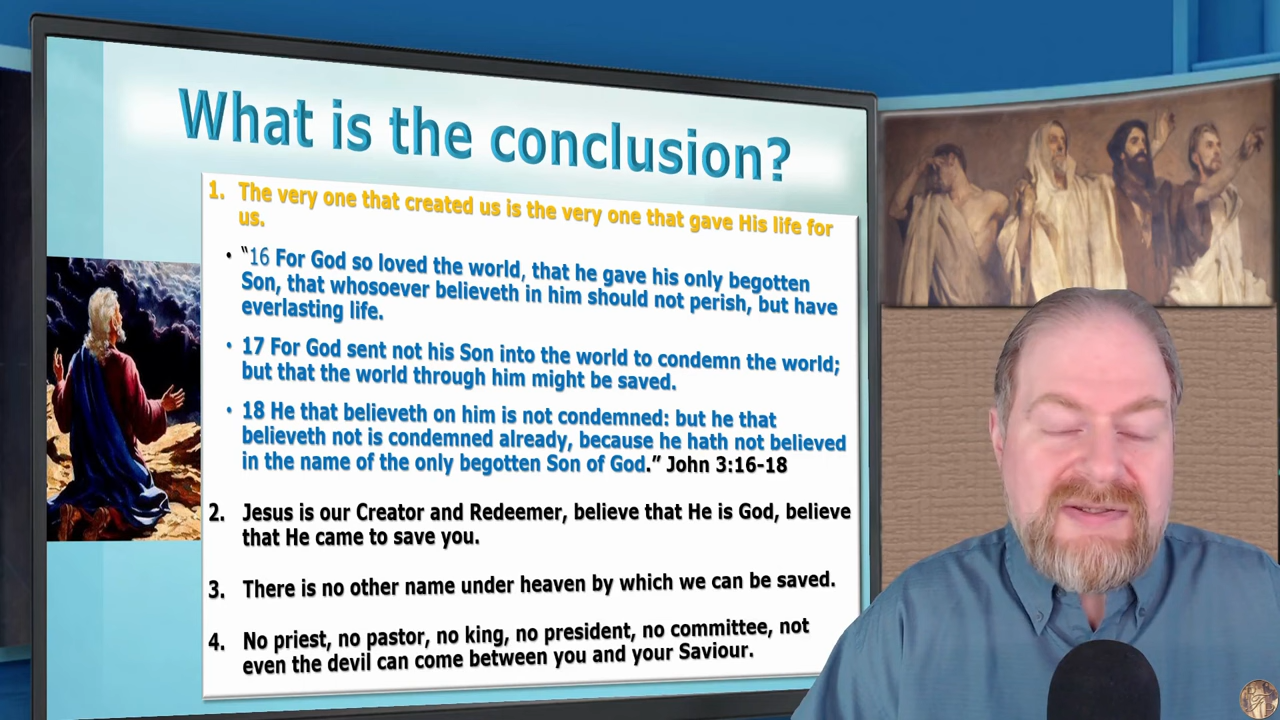 What is the conclusion?
1. The very one that created us is the very one that gave His life for
us.
• “16 For God so loved the world, that he gave his only begotten
Son, that whosoever believeth in him should not perish, but have
everlasting life.
• 17 For God sent not his Son into the world to condemn the world;
but that the world through him might be saved.
• 18 He that believeth on him is not condemned: but he that
believeth not is condemned already, because he hath not believed
in the name of the only begotten Son of God.” John 3:16-18
2. Jesus is our Creator and Redeemer, believe that He is God, believe
that He came to save you.
3. There is no other name under heaven by which we can be saved.
4. No priest, no pastor, no king, no president, no committee, not
even the devil can come between you and your Saviour.